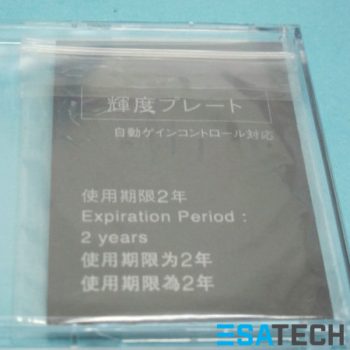 輝度プレート
自動ゲインコントロール対応
使用期限2年
Expiration Period :
2 years
使用期限为2年
使用期限為2年
ESATECH